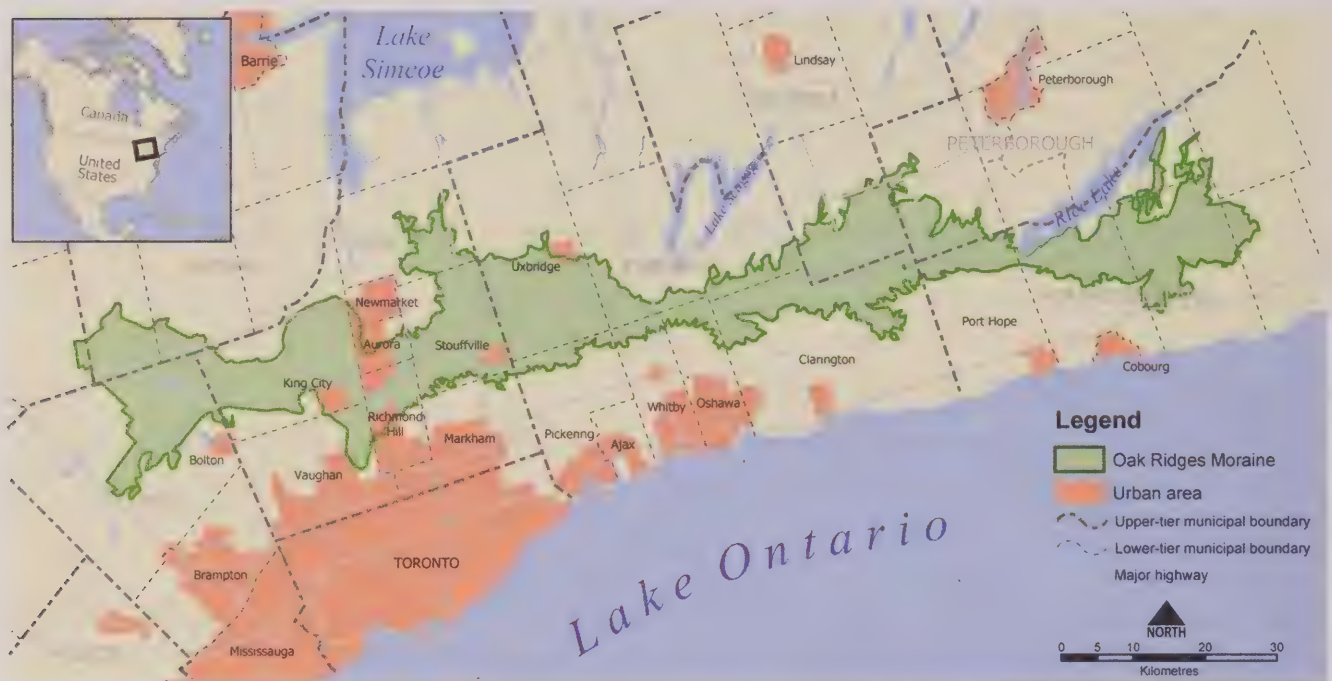 Canada
United
States
Barrie
Lake
Simcoe
Lindsay
Peterborough
PETERBOROUGH
Rice Lake
Uxbridge
Newmarket
Aurora
Stouffville
King City
Richmond
Hill
Markham
Bolton
Vaughan
Pickering
Ajax
Whitby
Oshawa
Clarington
Port Hope
Cobourg
Brampton
TORONTO
Mississauga
Lake Ontario
Legend
Oak Ridges Moraine
Urban area
Upper-tier municipal boundary
Lower-tier municipal boundary
Major highway
NORTH
0 5 10 20 30
Kilometres